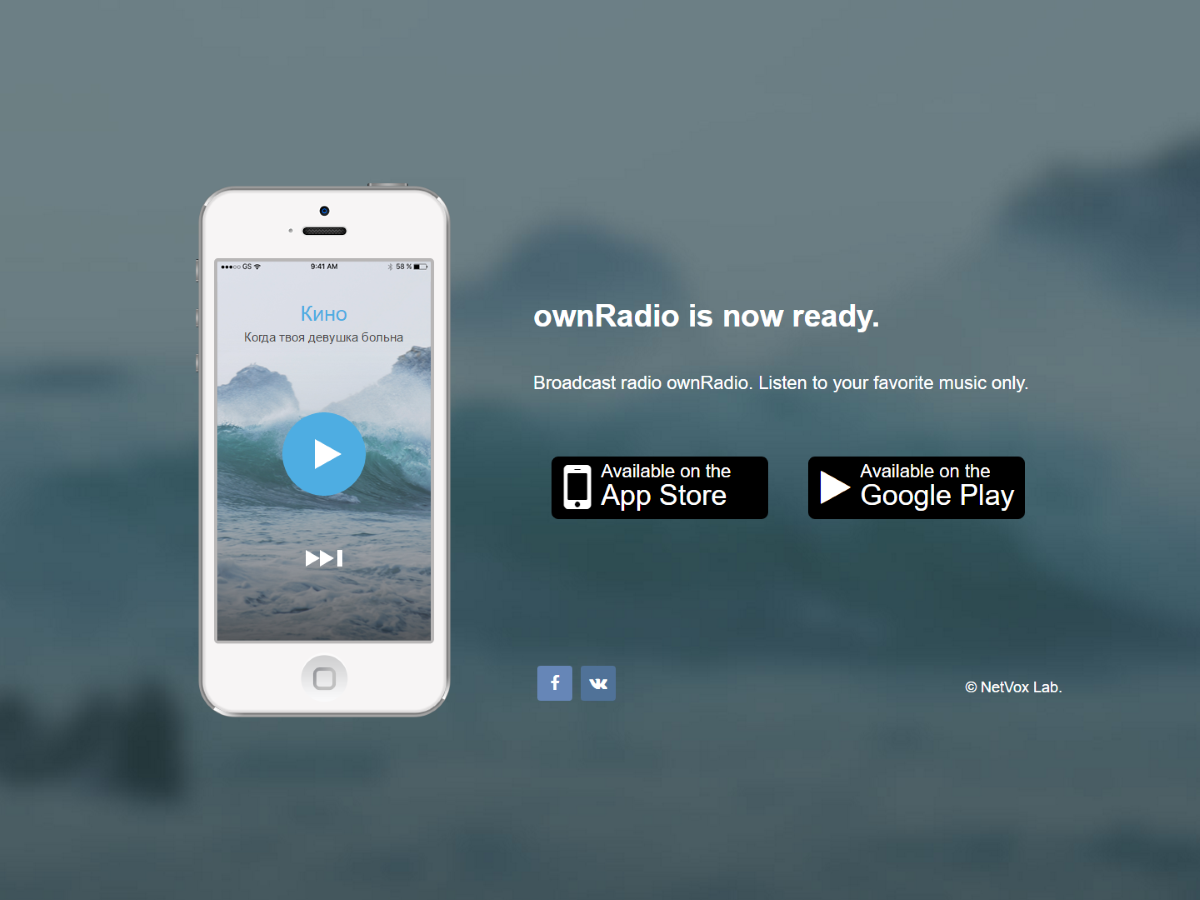 GS 9:41 AM 58 %
Кино
Когда твоя девушка больна
ownRadio is now ready.
Broadcast radio ownRadio. Listen to your favorite music only.
Available on the
App Store
Available on the
Google Play
© NetVox Lab.